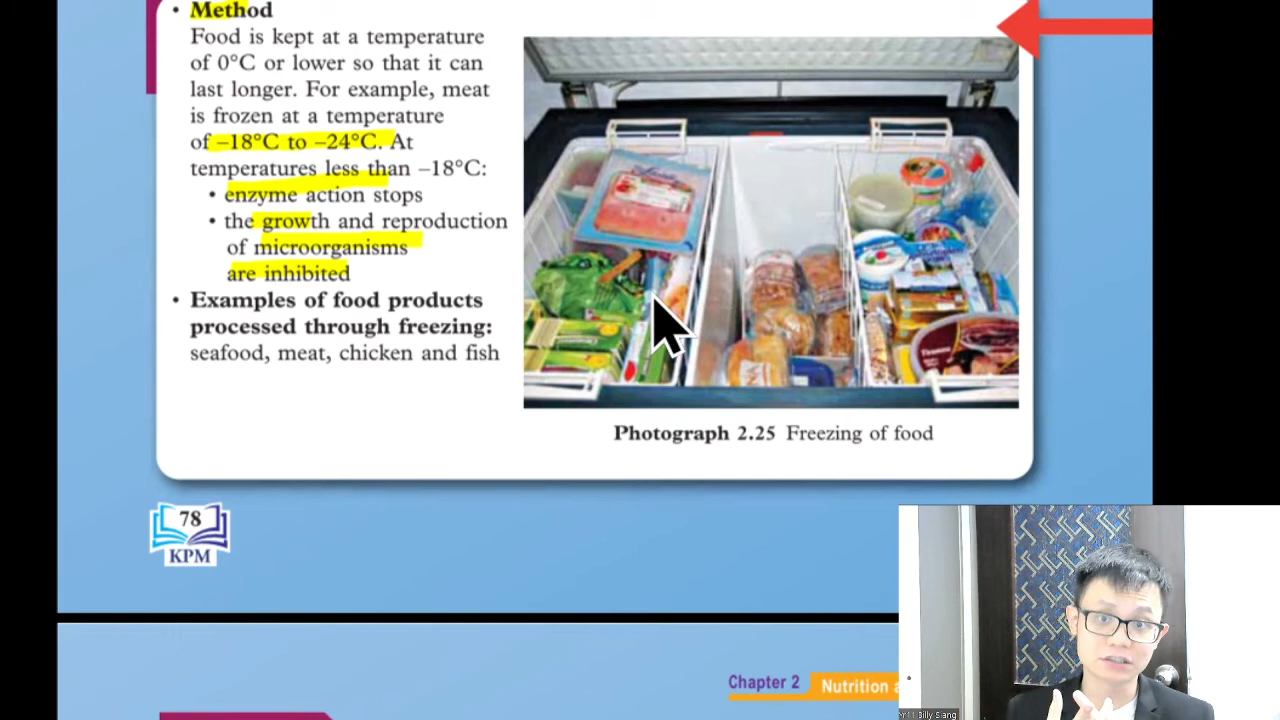 • Method
Food is kept at a temperature
of 0°C or lower so that it can
last longer. For example, meat
is frozen at a temperature
of –18°C to –24°C. At
temperatures less than –18°C:
• enzyme action stops
• the growth and reproduction
of microorganisms
are inhibited
• Examples of food products
processed through freezing:
seafood, meat, chicken and fish
Photograph 2.25 Freezing of food
78
KPM
Chapter 2 Nutrition a
Billy Siang